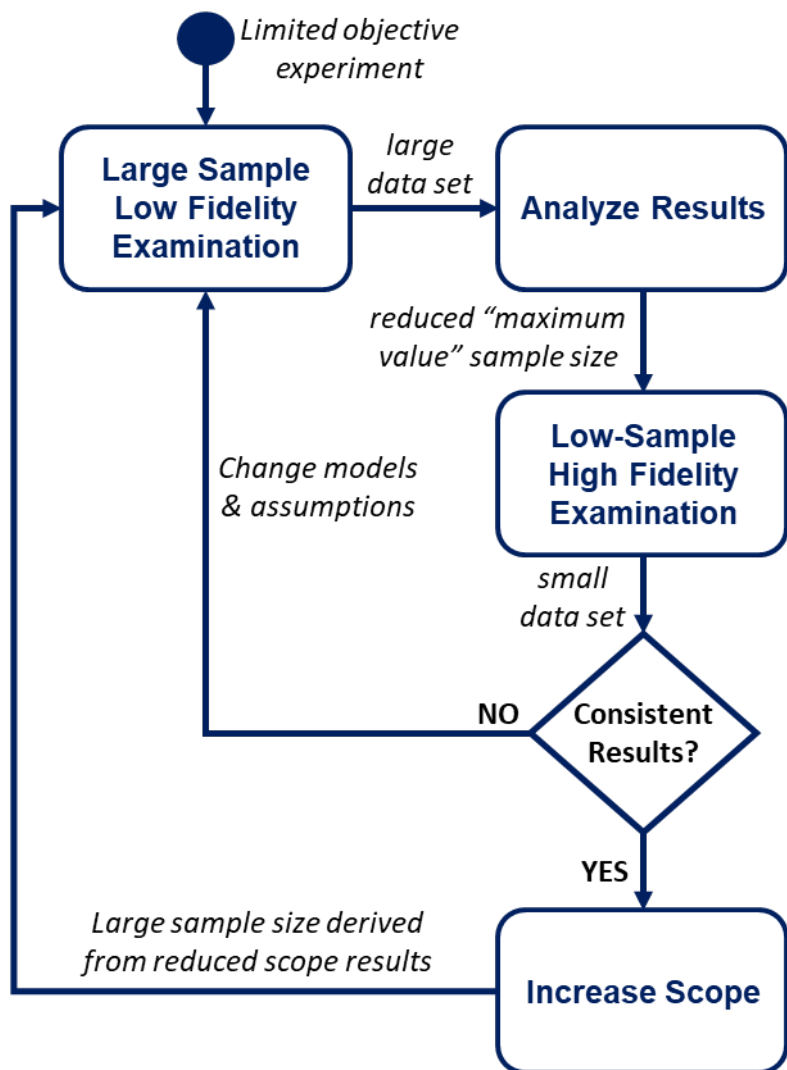 Limited objective
experiment
Large Sample
Low Fidelity
Examination
large
data set
Analyze Results
reduced “maximum
value” sample size
Low-Sample
High Fidelity
Examination
Change models
& assumptions
small
data set
NO
Consistent
Results?
YES
Large sample size derived
from reduced scope results
Increase Scope